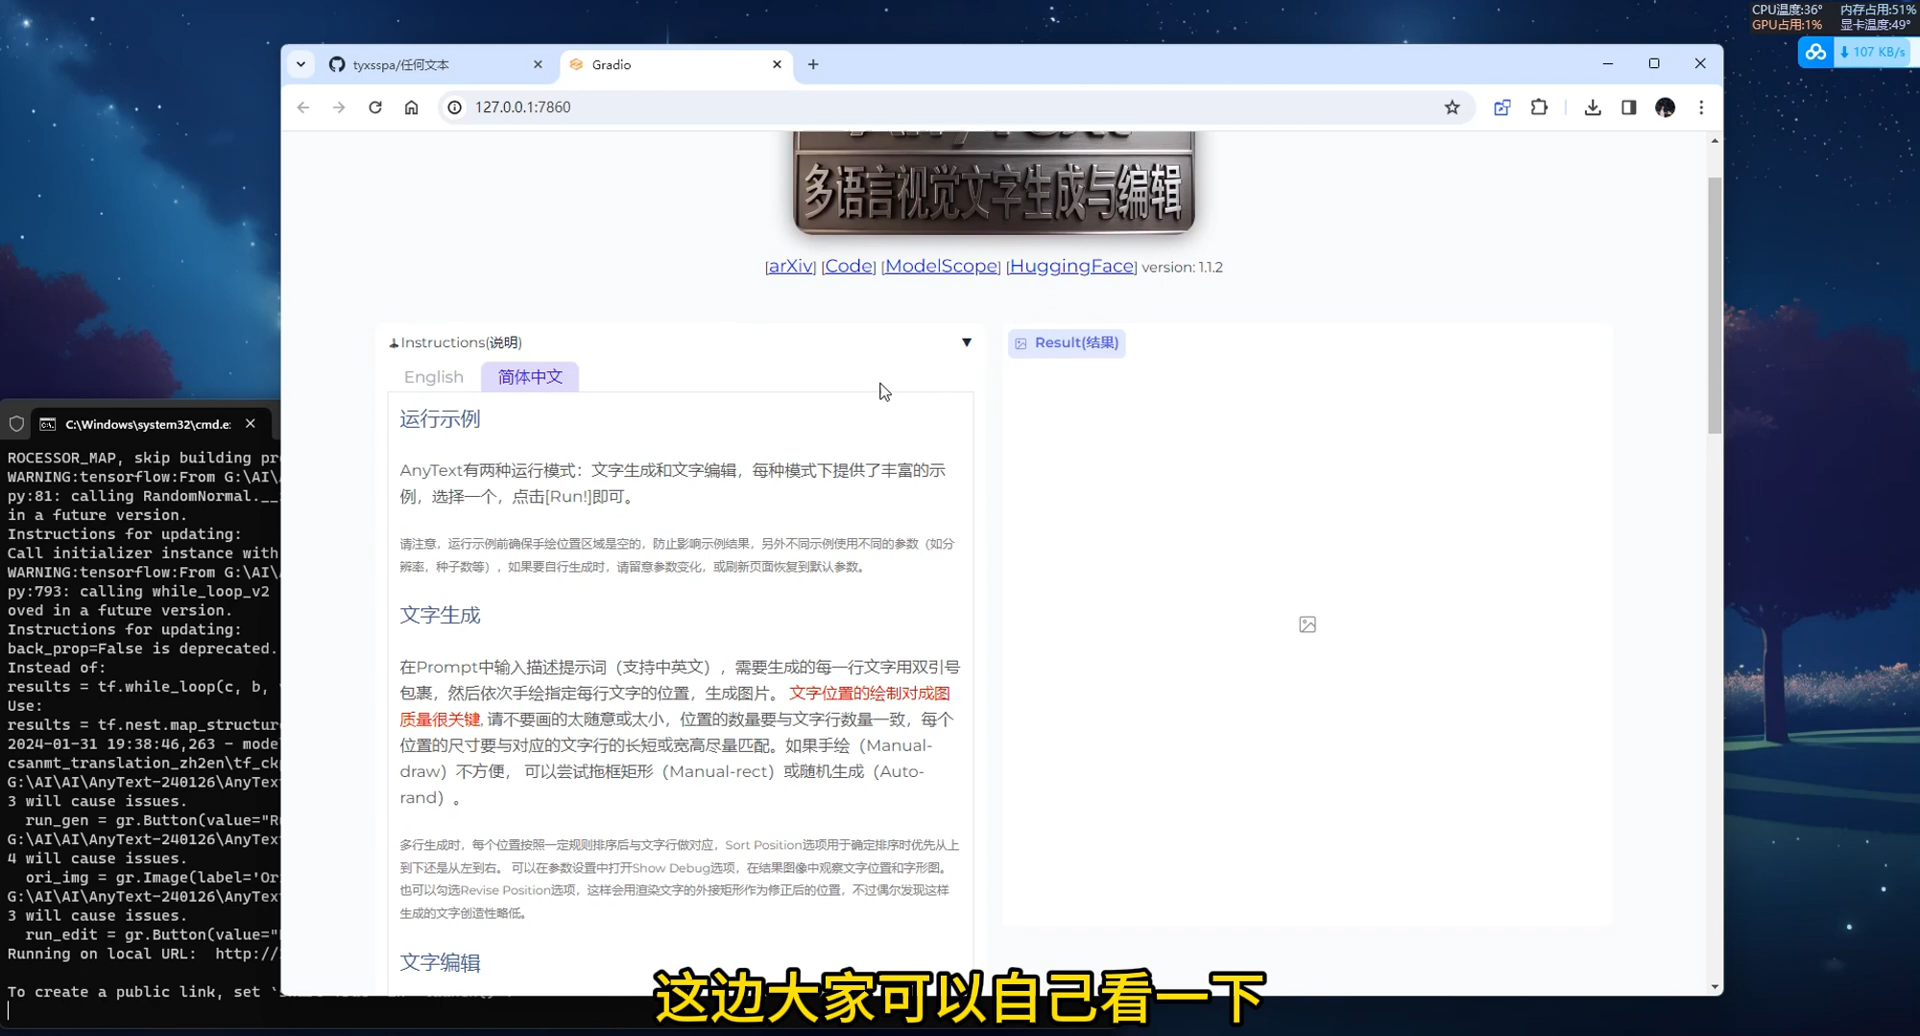 CPU温度:36° 内存占用:51%
GPU占用:1% 显卡温度:49°
107 KB/s
tyxsspa/任何文本
Gradio
127.0.0.1:7860
多语言视觉文字生成与编辑
[arXiv] [Code] [ModelScope] [HuggingFace] version: 1.1.2
Instructions(说明)
English 简体中文
运行示例
AnyText有两种运行模式：文字生成和文字编辑，每种模式下提供了丰富的示
例，选择一个，点击[Run!]即可。
请注意，运行示例前确保手绘位置区域是空的，防止影响示例结果，另外不同示例使用不同的参数（如分
辨率，种子数等），如果要自行生成时，请留意参数变化，或刷新页面恢复到默认参数。
文字生成
在Prompt中输入描述提示词（支持中英文），需要生成的每一行文字用双引号
包裹，然后依次手绘指定每行文字的位置，生成图片。 文字位置的绘制对成图
质量很关键, 请不要画的太随意或太小，位置的数量要与文字行数量一致，每个
位置的尺寸要与对应的文字行的长短或宽高尽量匹配。如果手绘（Manual-
draw）不方便， 可以尝试拖框矩形（Manual-rect）或随机生成（Auto-
rand）。
多行生成时，每个位置按照一定规则排序后与文字行做对应，Sort Position选项用于确定排序时优先从上
到下还是从左到右。 可以在参数设置中打开Show Debug选项，在结果图像中观察文字位置和字形图。
也可以勾选Revise Position选项，这样会用渲染文字的外接矩形作为修正后的位置，不过偶尔发现这样
生成的文字创造性略低。
文字编辑
Result(结果)
C:\Windows\system32\cmd.e:
ROCESSOR_MAP, skip building pr
WARNING:tensorflow:From G:\AI\
py:81: calling RandomNormal.__
in a future version.
Instructions for updating:
Call initializer instance with
WARNING:tensorflow:From G:\AI\
py:793: calling while_loop_v2
oved in a future version.
Instructions for updating:
back_prop=False is deprecated.
Instead of:
results = tf.while_loop(c, b,
Use:
results = tf.nest.map_structur
2024-01-31 19:38:46,263 - mode
csanmt_translation_zh2en\tf_ck
G:\AI\AI\AnyText-240126\AnyTex
3 will cause issues.
run_gen = gr.Button(value="R
G:\AI\AI\AnyText-240126\AnyTex
4 will cause issues.
ori_img = gr.Image(label='Or
G:\AI\AI\AnyText-240126\AnyTex
3 will cause issues.
run_edit = gr.Button(value="
Running on local URL: http://
To create a public link, set
这边大家可以自己看一下